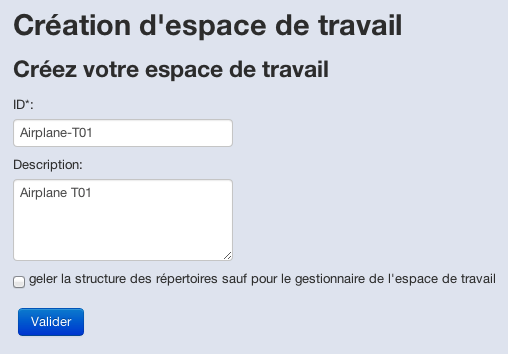 Création d'espace de travail
Créez votre espace de travail
ID*:
Airplane-T01
Description:
Airplane T01
geler la structure des répertoires sauf pour le gestionnaire de l'espace de travail
Valider